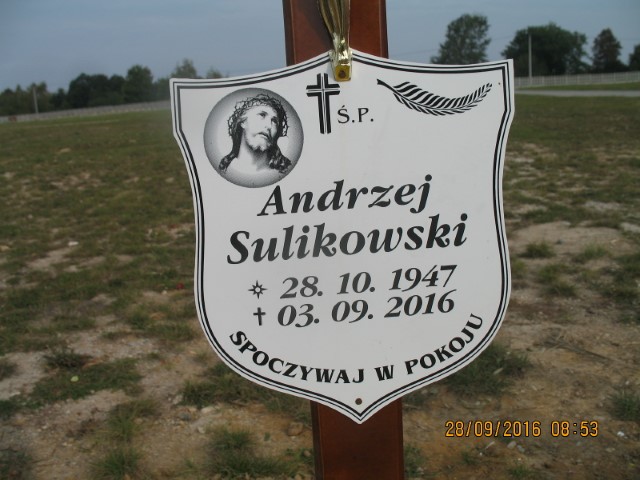 Ś.P.
Andrzej
Sulikowski
28. 10. 1947
03. 09. 2016
SPOCZYWAJ W POKOJU
28/09/2016 08:53